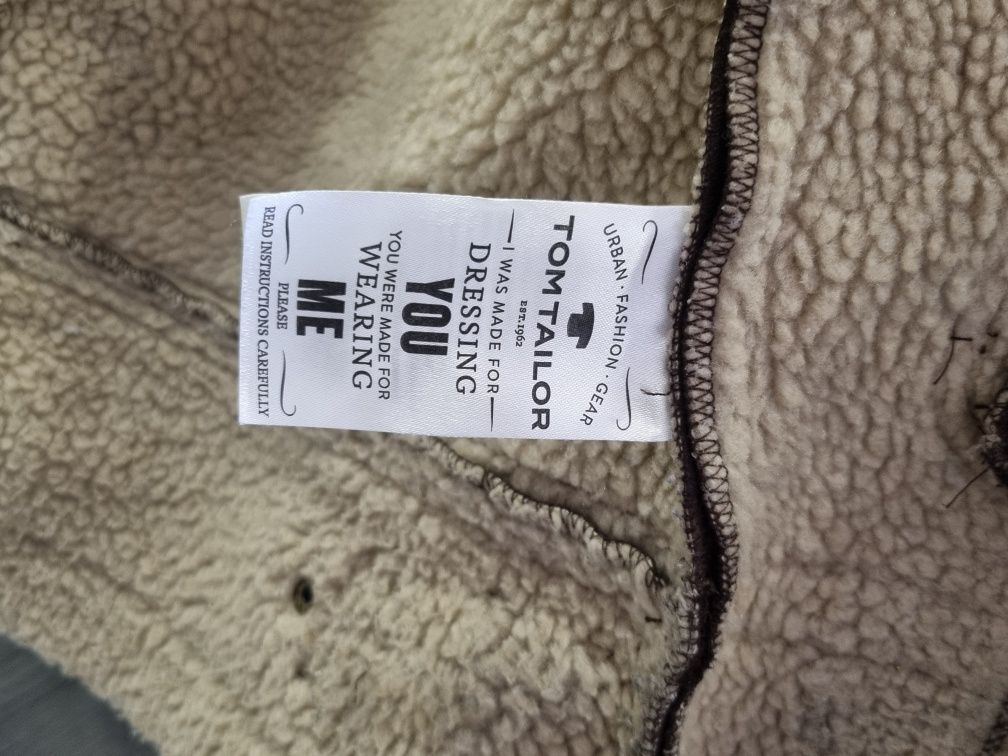 URBAN · FASHION · GEAR
TOM TAILOR
EST.1962
I WAS MADE FOR
DRESSING
YOU
YOU WERE MADE FOR
WEARING
ME
PLEASE
READ INSTRUCTIONS CAREFULLY